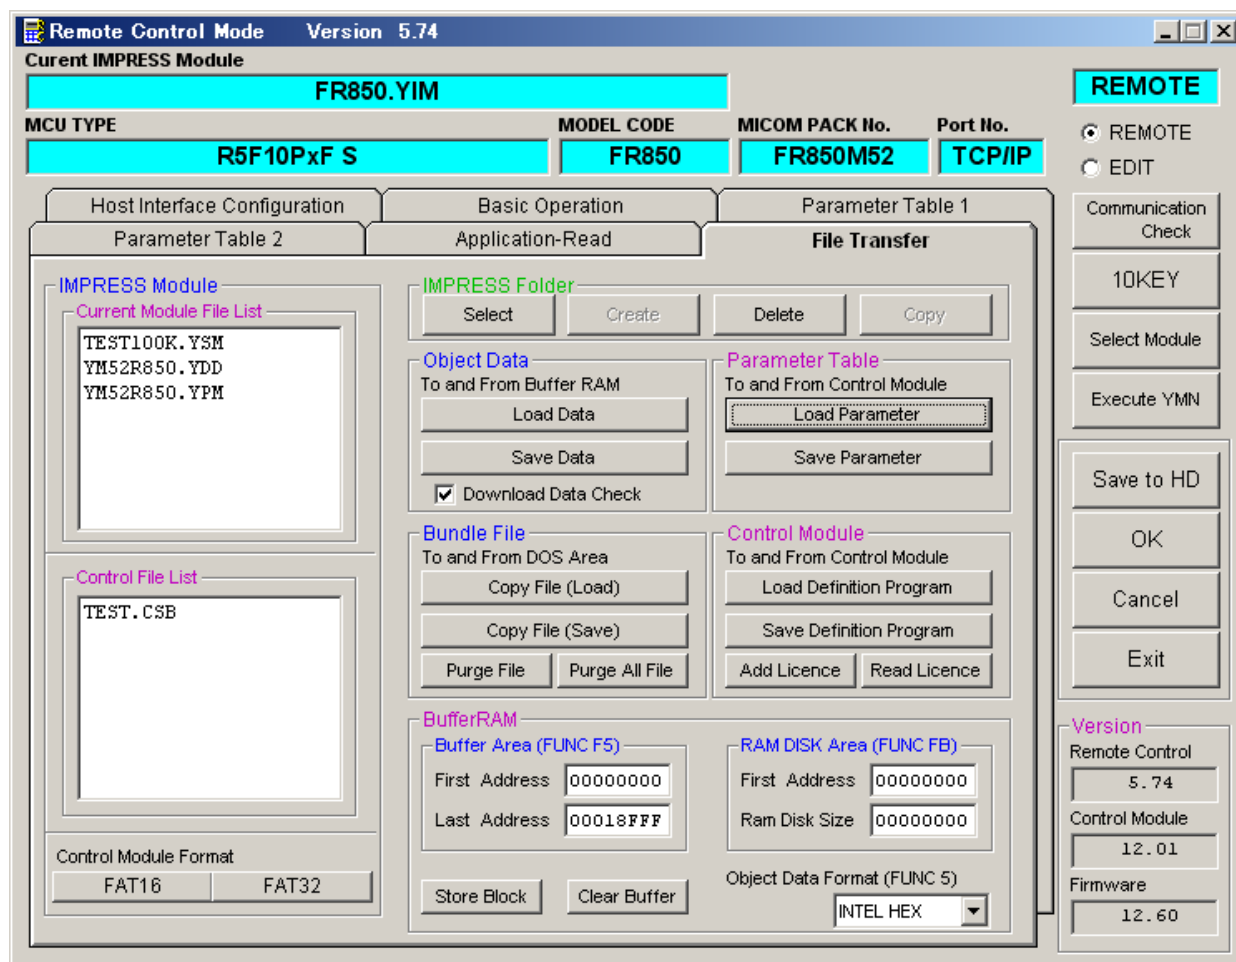 Remote Control Mode Version 5.74
Curent IMPRESS Module
FR850.YIM
REMOTE
MCU TYPE MODEL CODE MICOM PACK No. Port No.
R5F10PxF S FR850 FR850M52 TCP/IP
REMOTE
EDIT
Host Interface Configuration Basic Operation Parameter Table 1
Parameter Table 2 Application-Read File Transfer
Communication
Check
10KEY
Select Module
Execute YMN
Save to HD
OK
Cancel
Exit
IMPRESS Module
Current Module File List
TEST100K.YSM
YM52R850.YDD
YM52R850.YPM
Control File List
TEST.CSB
Control Module Format
FAT16 FAT32
IMPRESS Folder
Select Create Delete Copy
Object Data
To and From Buffer RAM
Load Data
Save Data
Download Data Check
Parameter Table
To and From Control Module
Load Parameter
Save Parameter
Bundle File
To and From DOS Area
Copy File (Load)
Copy File (Save)
Purge File Purge All File
Control Module
To and From Control Module
Load Definition Program
Save Definition Program
Add Licence Read Licence
BufferRAM
Buffer Area (FUNC F5)
First Address 00000000
Last Address 00018FFF
RAM DISK Area (FUNC FB)
First Address 00000000
Ram Disk Size 00000000
Store Block Clear Buffer
Object Data Format (FUNC 5)
INTEL HEX
Version
Remote Control
5.74
Control Module
12.01
Firmware
12.60